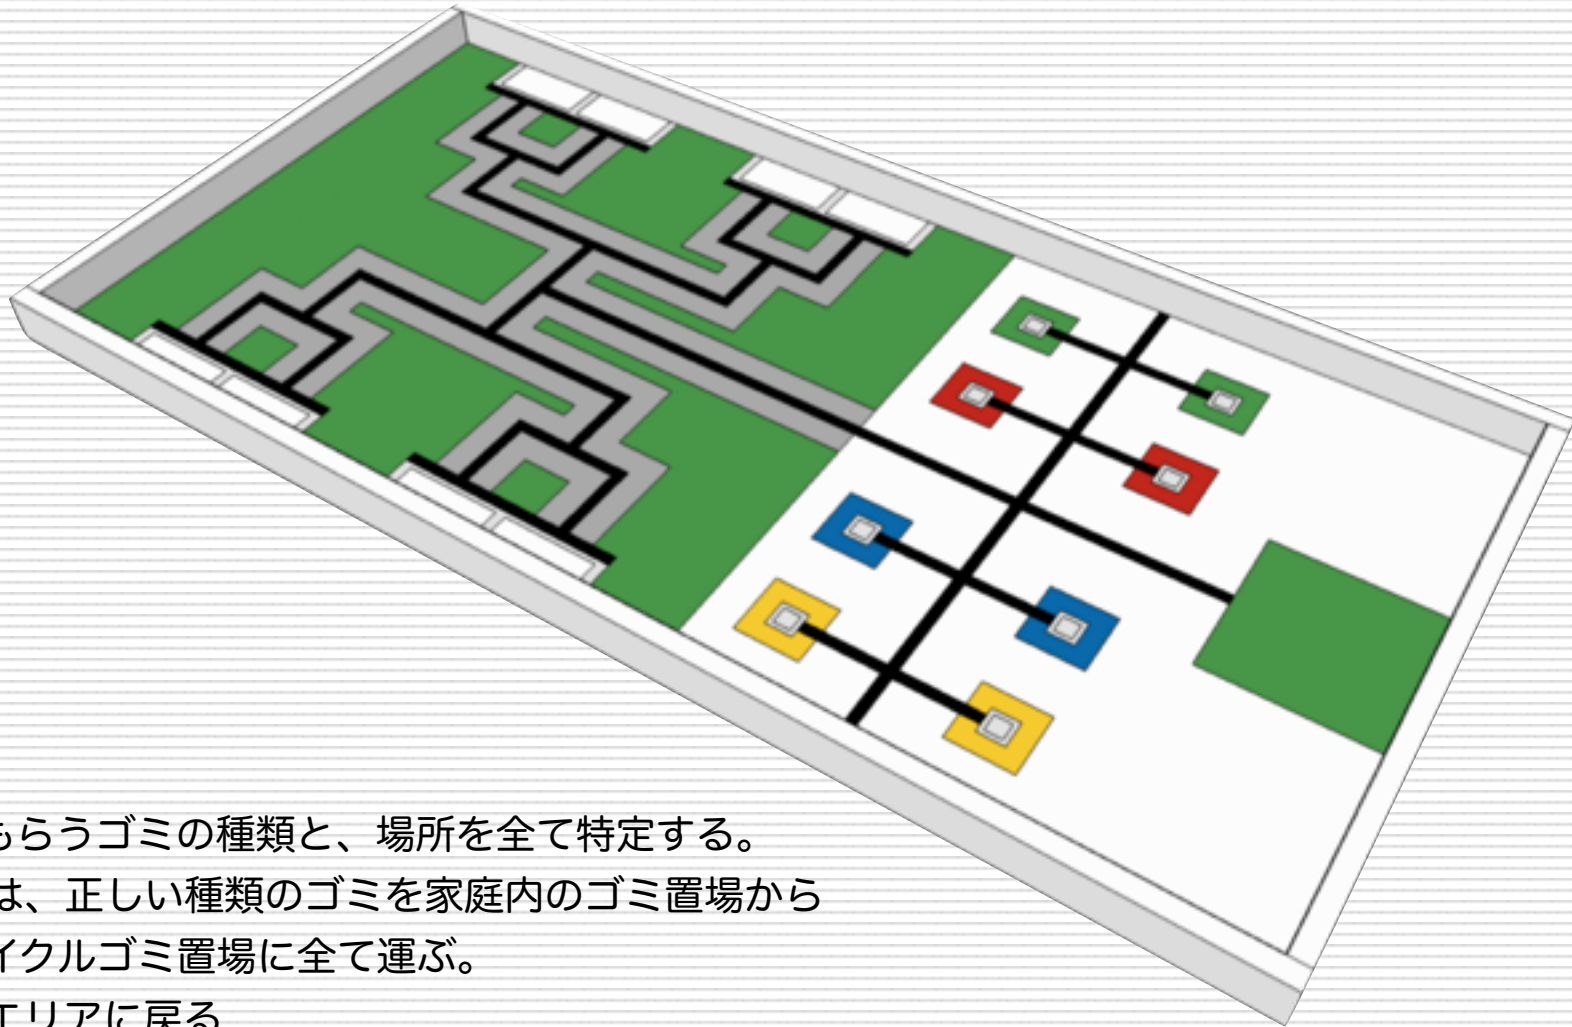 もらうゴミの種類と、場所を全て特定する。
は、正しい種類のゴミを家庭内のゴミ置場から
イクルゴミ置場に全て運ぶ。
エリアに戻る